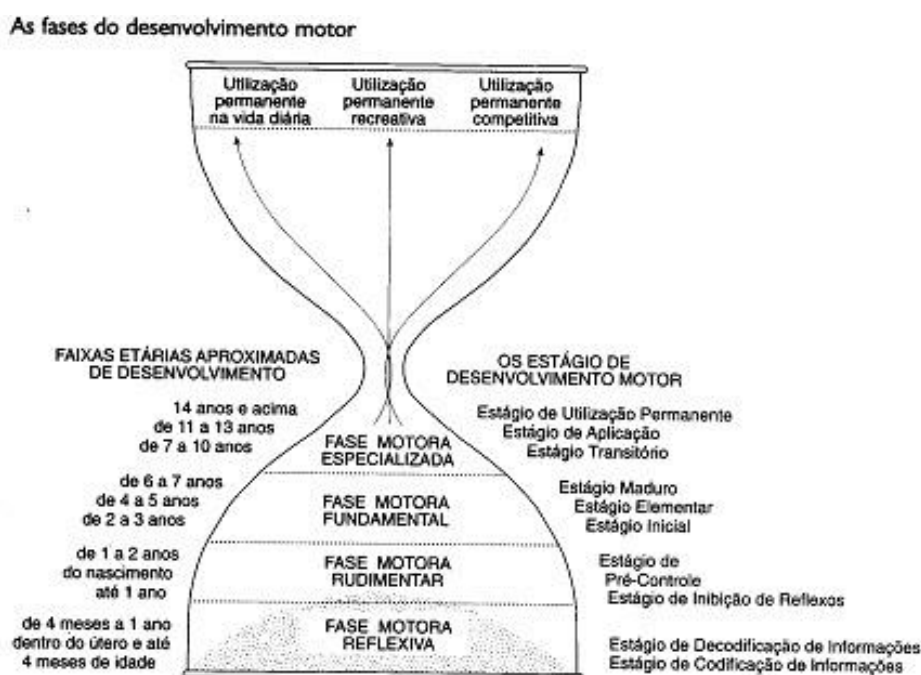 As fases do desenvolvimento motor
Utilização
permanente
na vida diária
Utilização
permanente
recreativa
Utilização
permanente
competitiva
FAIXAS ETÁRIAS APROXIMADAS
DE DESENVOLVIMENTO
OS ESTÁGIO DE
DESENVOLVIMENTO MOTOR
14 anos e acima
de 11 a 13 anos
de 7 a 10 anos
FASE MOTORA
ESPECIALIZADA
Estágio de Utilização Permanente
Estágio de Aplicação
Estágio Transitório
de 6 a 7 anos
de 4 a 5 anos
de 2 a 3 anos
FASE MOTORA
FUNDAMENTAL
Estágio Maduro
Estágio Elementar
Estágio Inicial
de 1 a 2 anos
do nascimento
até 1 ano
FASE MOTORA
RUDIMENTAR
Estágio de
Pré-Controle
Estágio de Inibição de Reflexos
de 4 meses a 1 ano
dentro do útero e até
4 meses de idade
FASE MOTORA
REFLEXIVA
Estágio de Decodificação de Informações
Estágio de Codificação de Informações